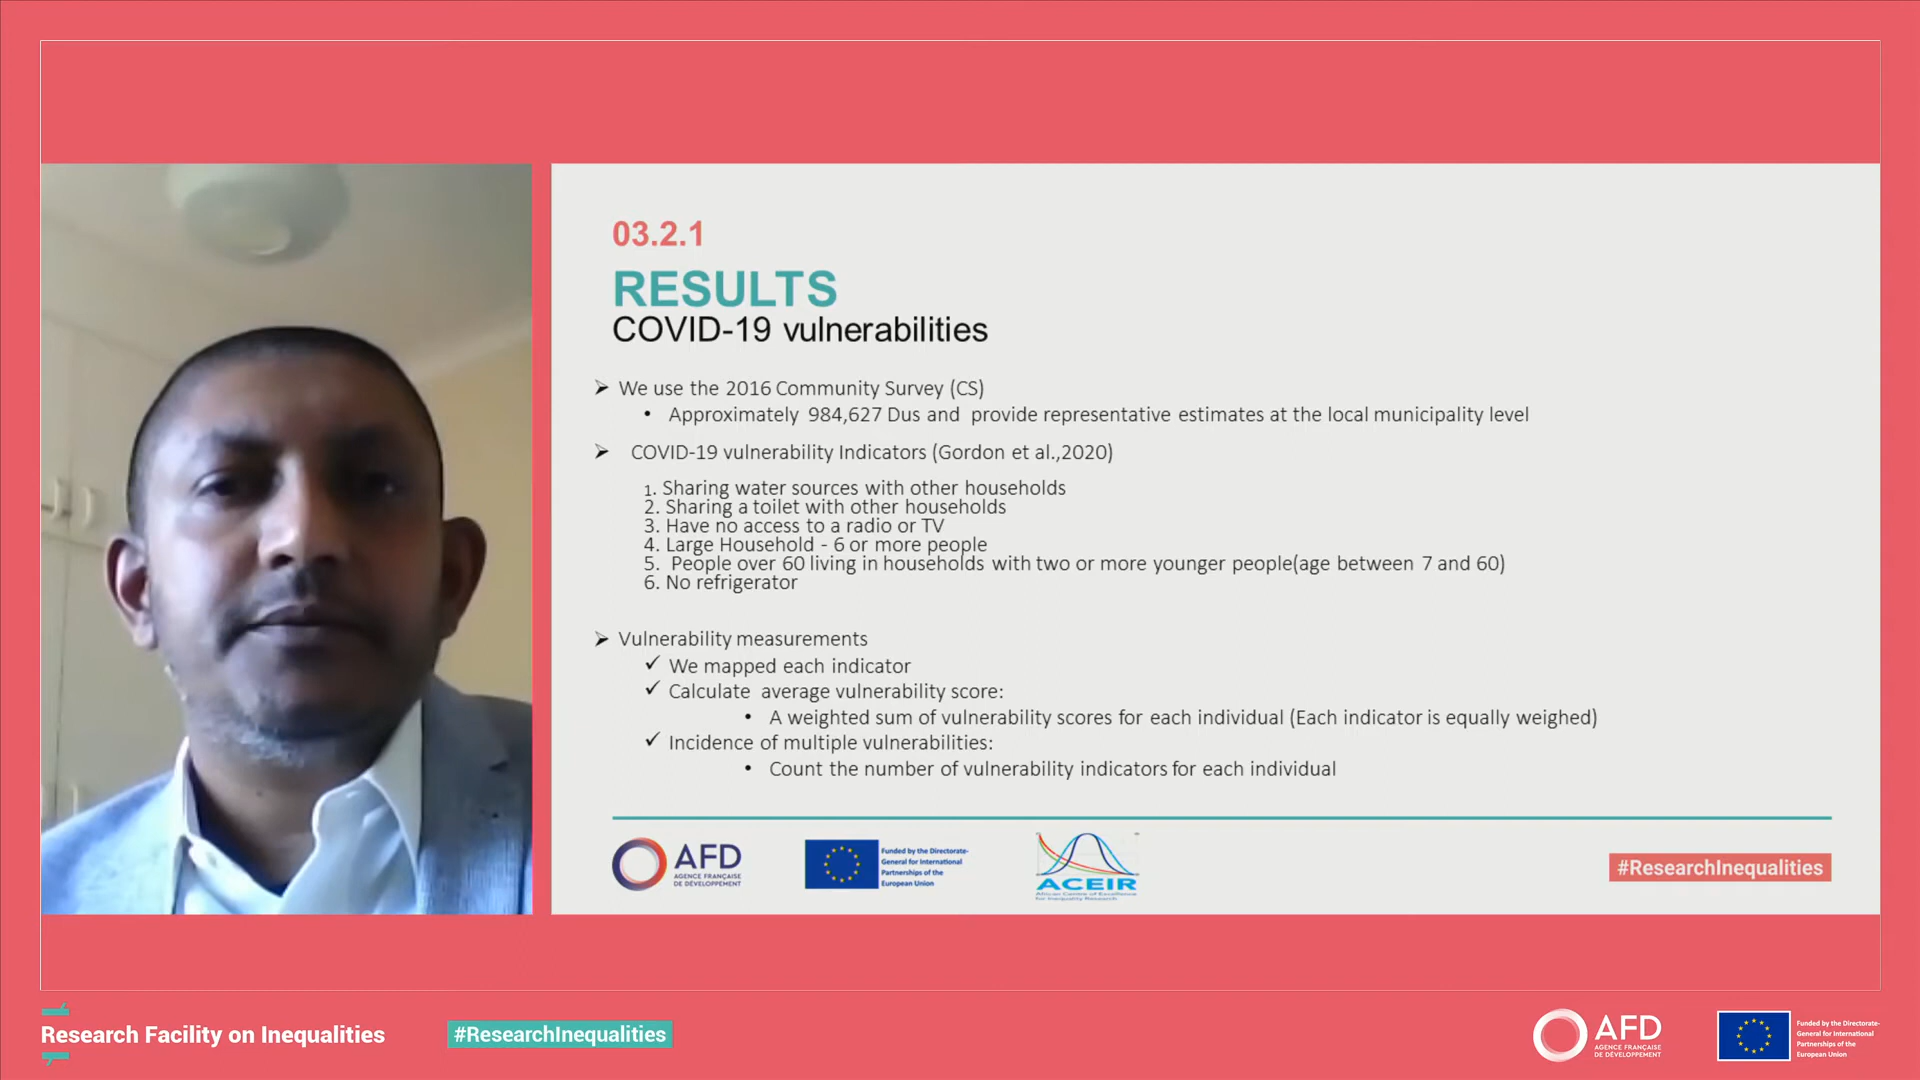 03.2.1
RESULTS
COVID-19 vulnerabilities
➢ We use the 2016 Community Survey (CS)
• Approximately 984,627 Dus and provide representative estimates at the local municipality level
➢ COVID-19 vulnerability Indicators (Gordon et al.,2020)
1. Sharing water sources with other households
2. Sharing a toilet with other households
3. Have no access to a radio or TV
4. Large Household - 6 or more people
5. People over 60 living in households with two or more younger people(age between 7 and 60)
6. No refrigerator
➢ Vulnerability measurements
✓ We mapped each indicator
✓ Calculate average vulnerability score:
• A weighted sum of vulnerability scores for each individual (Each indicator is equally weighed)
✓ Incidence of multiple vulnerabilities:
• Count the number of vulnerability indicators for each individual
AFD
AGENCE FRANÇAISE
DE DÉVELOPPEMENT
Funded by the Directorate-
General for International
Partnerships of the
European Union
ACEIR
African Centre of Excellence
for Inequality Research
#ResearchInequalities
Research Facility on Inequalities
#ResearchInequalities
AFD
AGENCE FRANÇAISE
DE DÉVELOPPEMENT
Funded by the Directorate-
General for International
Partnerships of the
European Union